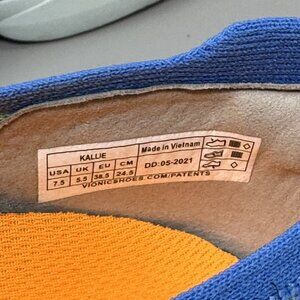 KALLIE
USA UK EU CM
7.5 5.5 38.5 24.5
Made in Vietnam
DD:05-2021
VIONICSHOES.COM/PATENTS